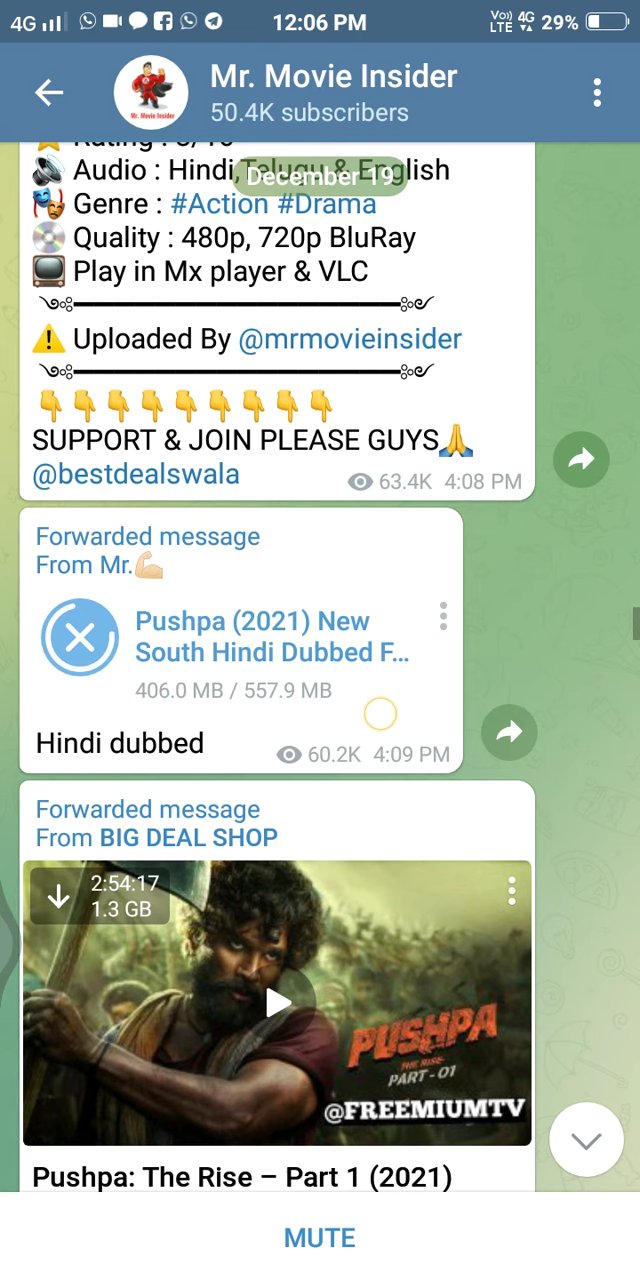 4G 12:06 PM Vo) LTE 4G 29%
Mr. Movie Insider
Mr. Movie Insider
50.4K subscribers
Audio : Hindi, Telugu & English
December 19
Genre : #Action #Drama
Quality : 480p, 720p BluRay
Play in Mx player & VLC
Uploaded By @mrmovieinsider
SUPPORT & JOIN PLEASE GUYS
@bestdealswala
63.4K 4:08 PM
Forwarded message
From Mr.
Pushpa (2021) New
South Hindi Dubbed F...
406.0 MB / 557.9 MB
Hindi dubbed
60.2K 4:09 PM
Forwarded message
From BIG DEAL SHOP
2:54:17
1.3 GB
PUSHPA
THE RISE
PART-01
@FREEMIUMTV
Pushpa: The Rise – Part 1 (2021)
MUTE